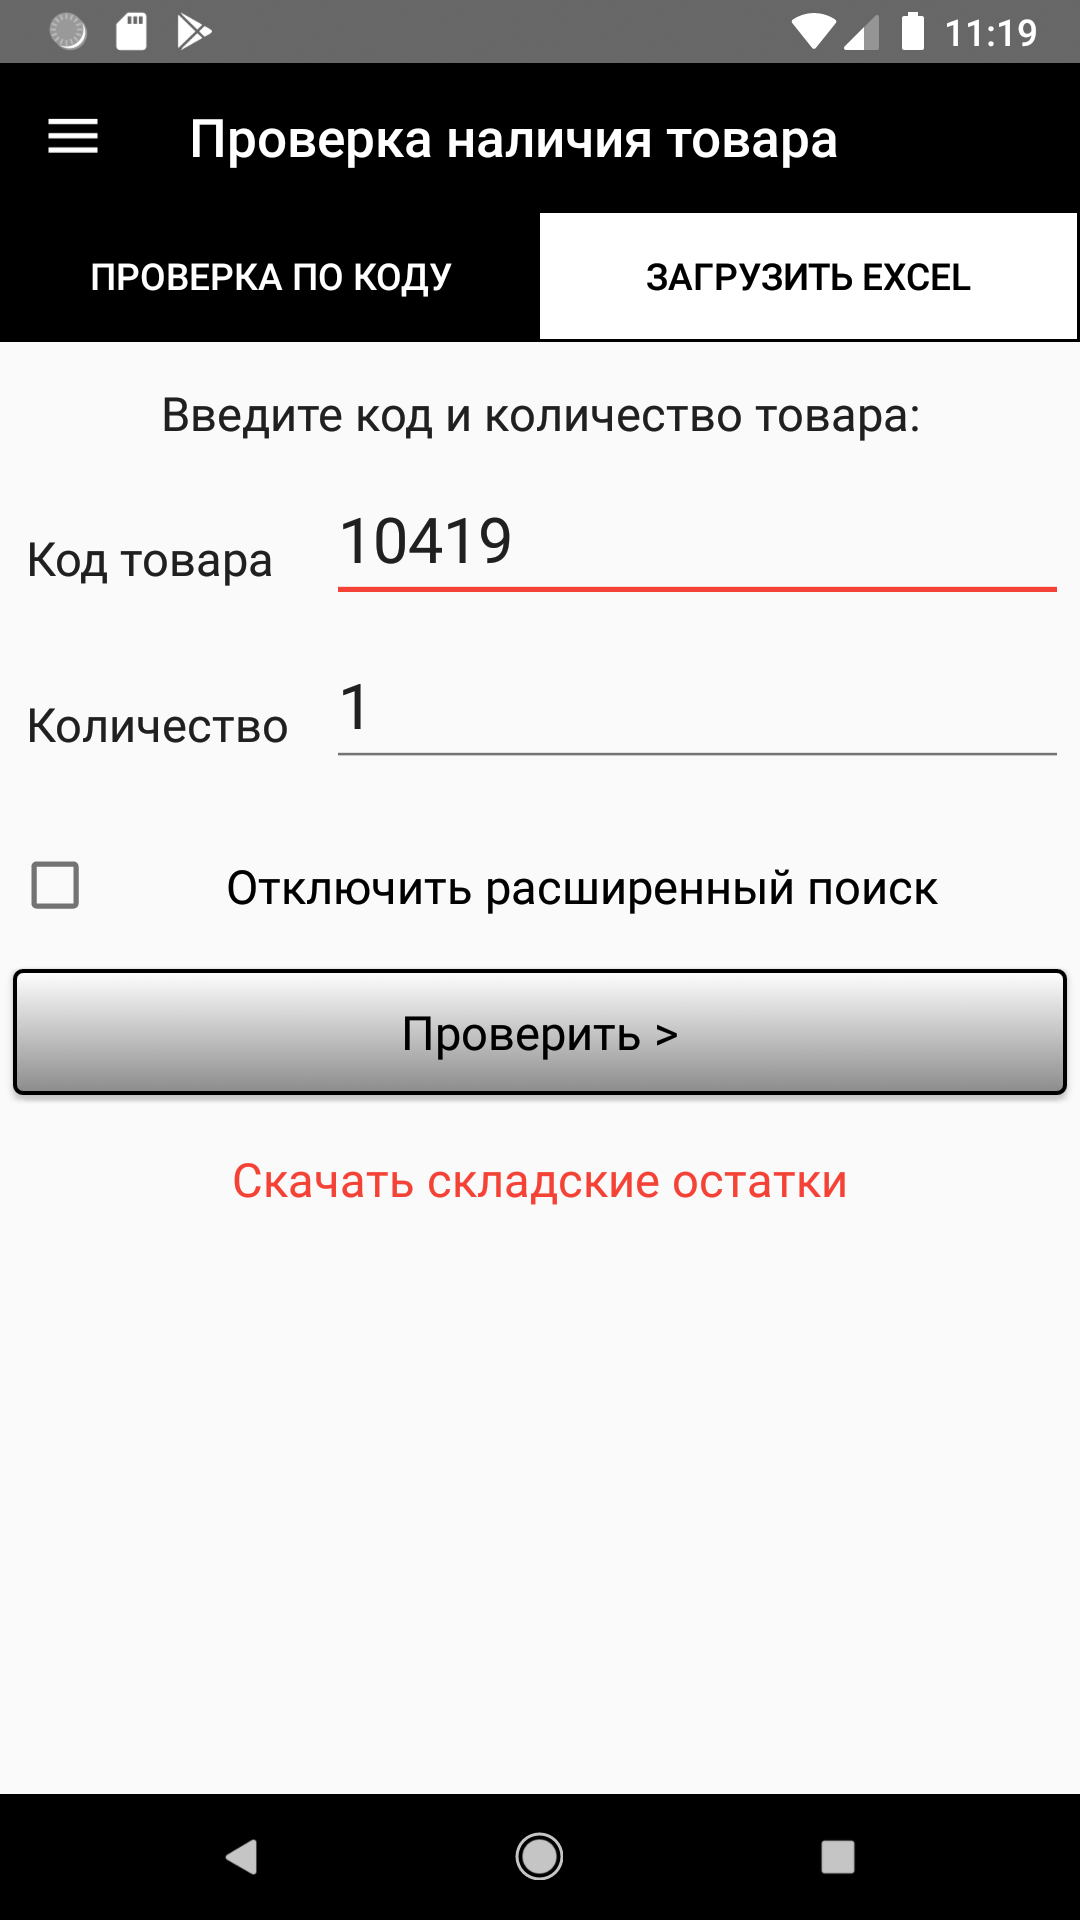 11:19
Проверка наличия товара
ПРОВЕРКА ПО КОДУ
ЗАГРУЗИТЬ EXCEL
Введите код и количество товара:
Код товара 10419
Количество 1
Отключить расширенный поиск
Проверить >
Скачать складские остатки